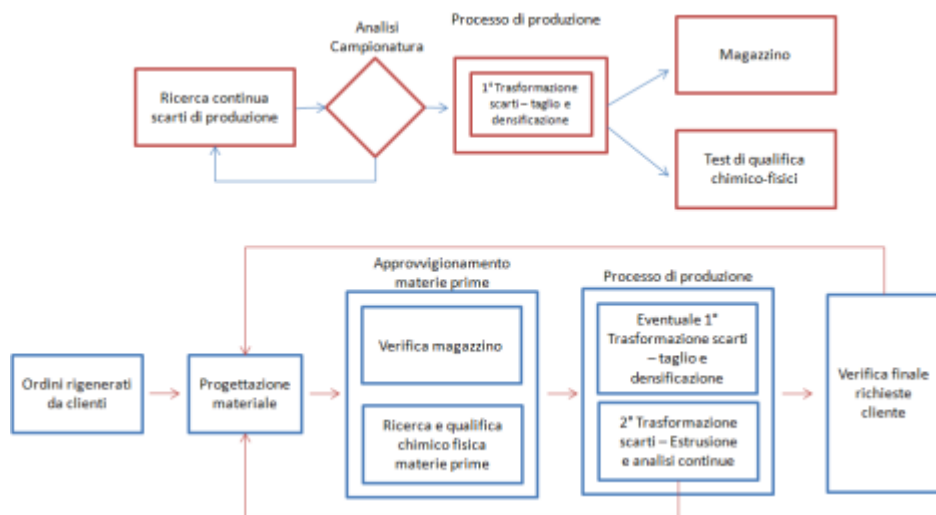 Analisi
Campionatura
Processo di produzione
Ricerca continua
scarti di produzione
1° Trasformazione
scarti – taglio e
densificazione
Magazzino
Test di qualifica
chimico-fisici
Approvvigionamento
materie prime
Processo di produzione
Ordini rigenerati
da clienti
Progettazione
materiale
Verifica magazzino
Ricerca e qualifica
chimico fisica
materie prime
Eventuale 1°
Trasformazione scarti
– taglio e
densificazione
2° Trasformazione
scarti – Estrusione
e analisi continue
Verifica finale
richieste
cliente